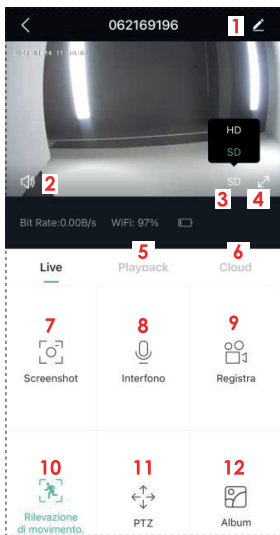 062169196
1
HD
SD
2
SD
3
4
Bit Rate:0.00B/s WiFi: 97%
5
6
Live Playback Cloud
7
8
9
Screenshot Interfono Registra
10
11
12
Rilevazione
di movimento.
PTZ
Album